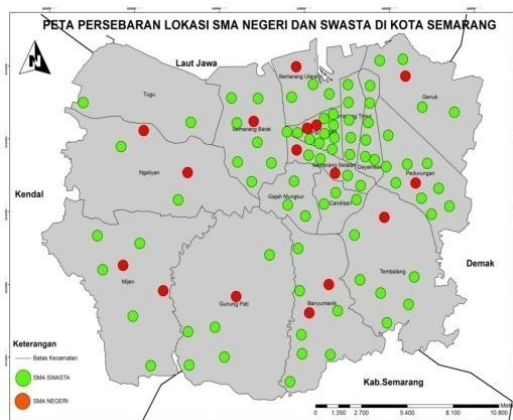 PETA PERSEBARAN LOKASI SMA NEGERI DAN SWASTA DI KOTA SEMARANG
N
Laut Jawa
Semarang Utara
Tugu
Genuk
Semarang Timur
Semarang Barat
Ngaliyan
Semarang Selatan
Gayamsari
Pedurungan
Kendal
Gajah Mungkur
Candisari
Demak
Tembalang
Mijen
Gunung Pati
Banyumanik
Keterangan
Batas Kecamatan
SMA SWASTA
SMA NEGERI
Kab.Semarang
0 1.350 2.700 5.400 8.100 10.800